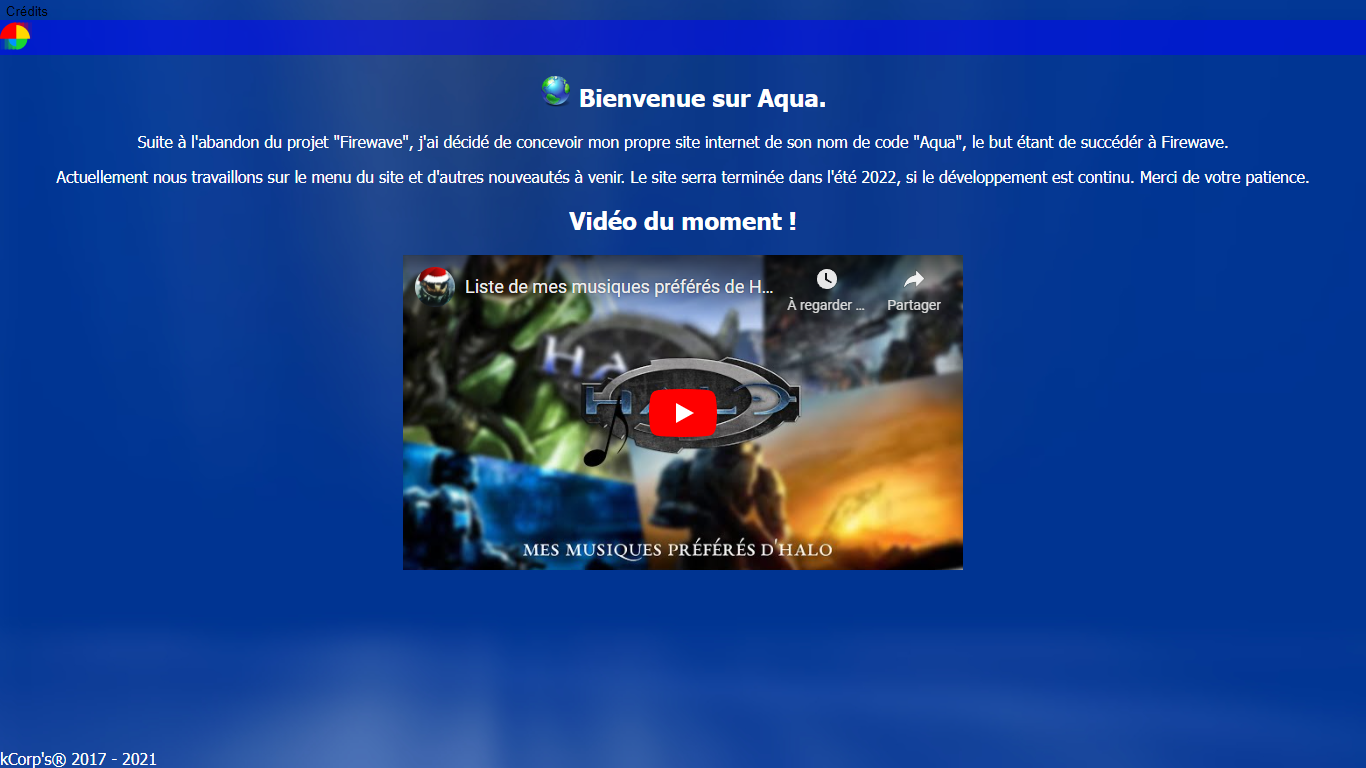 Crédits
Bienvenue sur Aqua.
Suite à l'abandon du projet "Firewave", j'ai décidé de concevoir mon propre site internet de son nom de code "Aqua", le but étant de succédér à Firewave.
Actuellement nous travaillons sur le menu du site et d'autres nouveautés à venir. Le site serra terminée dans l'été 2022, si le développement est continu. Merci de votre patience.
Vidéo du moment !
Liste de mes musiques préférés de H...
À regarder ...
Partager
HALO
MES MUSIQUES PRÉFÉRÉS D'HALO
kCorp's® 2017 - 2021